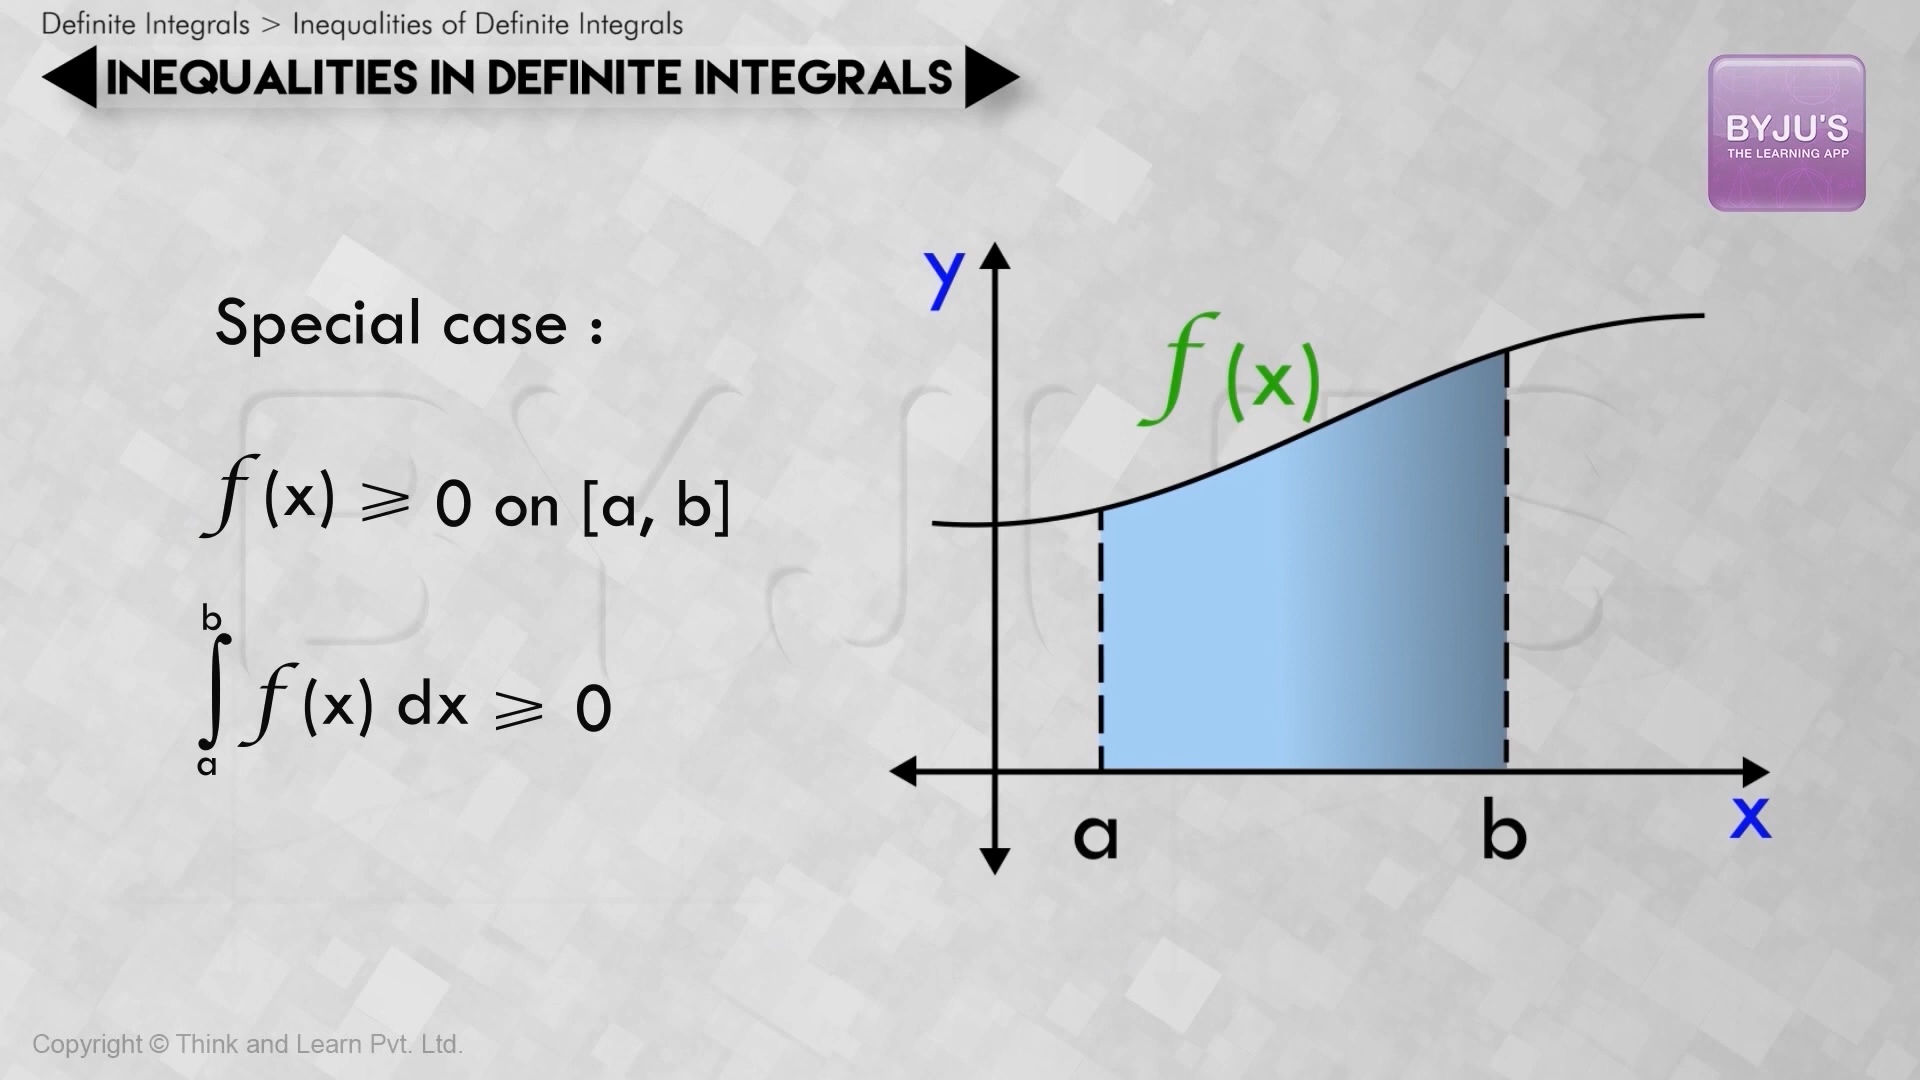 Definite Integrals > Inequalities of Definite Integrals
INEQUALITIES IN DEFINITE INTEGRALS
BYJU'S
THE LEARNING APP
Special case :
f (x) ⩾ 0 on [a, b]
b
∫ f (x) dx ⩾ 0
a
y
f (x)
a b
x
BYJU'S
Copyright © Think and Learn Pvt. Ltd.